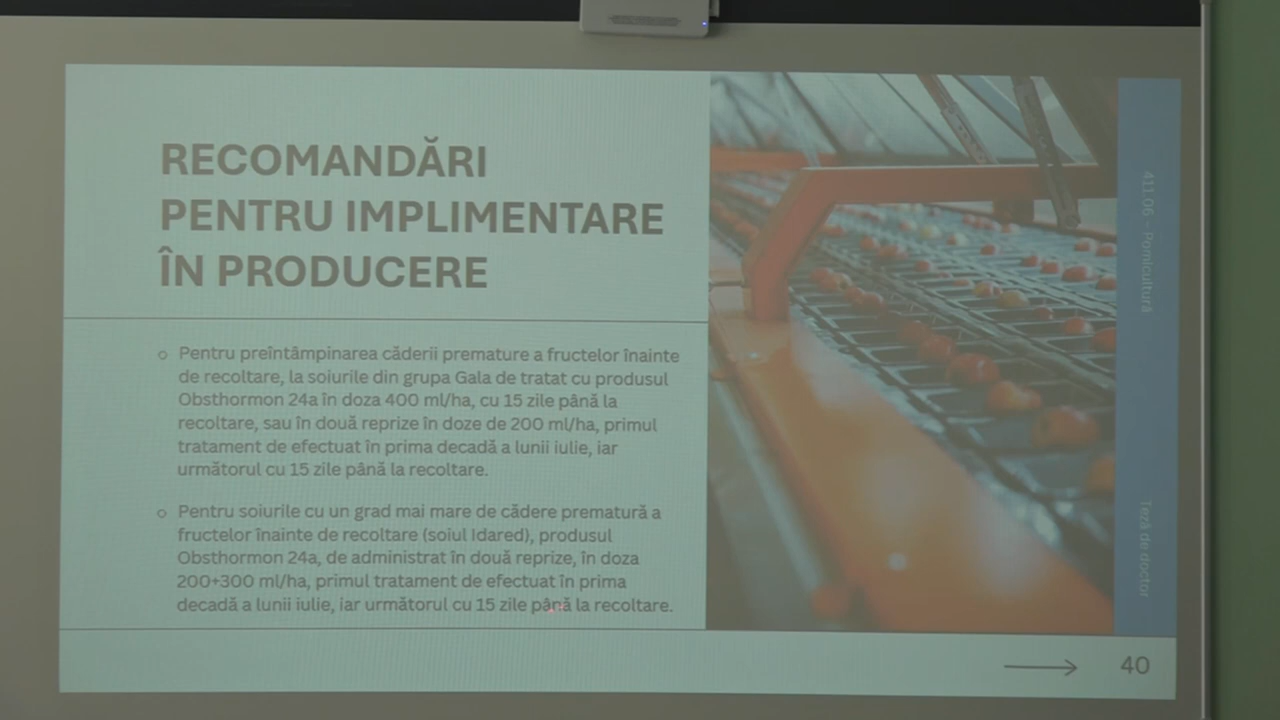 RECOMANDĂRI
PENTRU IMPLIMENTARE
ÎN PRODUCERE
Pentru preîntâmpinarea căderii premature a fructelor înainte
de recoltare, la soiurile din grupa Gala de tratat cu produsul
Obsthormon 24a în doza 400 ml/ha, cu 15 zile până la
recoltare, sau în două reprize în doze de 200 ml/ha, primul
tratament de efectuat în prima decadă a lunii iulie, iar
următorul cu 15 zile până la recoltare.
Pentru soiurile cu un grad mai mare de cădere prematură a
fructelor înainte de recoltare (soiul Idared), produsul
Obsthormon 24a, de administrat în două reprize, în doza
200+300 ml/ha, primul tratament de efectuat în prima
decadă a lunii iulie, iar următorul cu 15 zile până la recoltare.
411.06 - Pomicultură
Teză de doctor
40